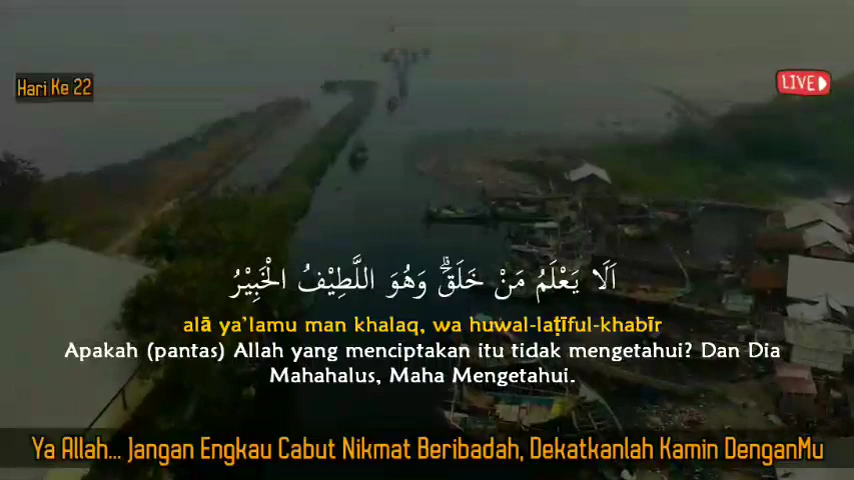 Hari Ke 22
LIVE
اَلَا يَعْلَمُ مَنْ خَلَقَۗ وَهُوَ اللَّطِيْفُ الْخَبِيْرُ
alā ya'lamu man khalaq, wa huwal-laṭīful-khabīr
Apakah (pantas) Allah yang menciptakan itu tidak mengetahui? Dan Dia
Mahahalus, Maha Mengetahui.
Ya Allah... Jangan Engkau Cabut Nikmat Beribadah, Dekatkanlah Kamin DenganMu